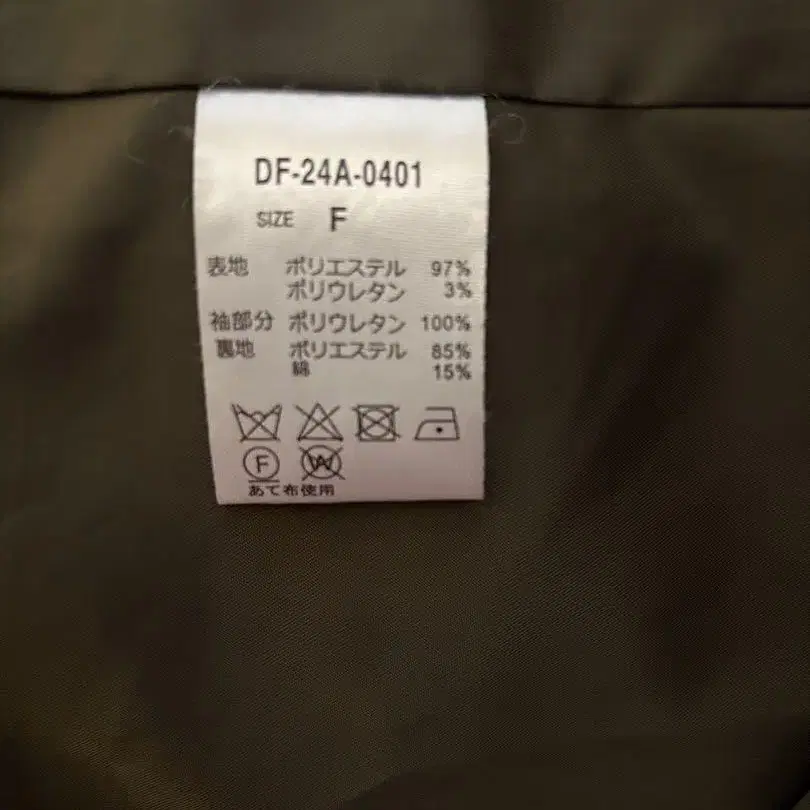 DF-24A-0401
SIZE F
表地 ポリエステル 97%
ポリウレタン 3%
袖部分 ポリウレタン 100%
裏地 ポリエステル 85%
綿 15%
F W
あて布使用